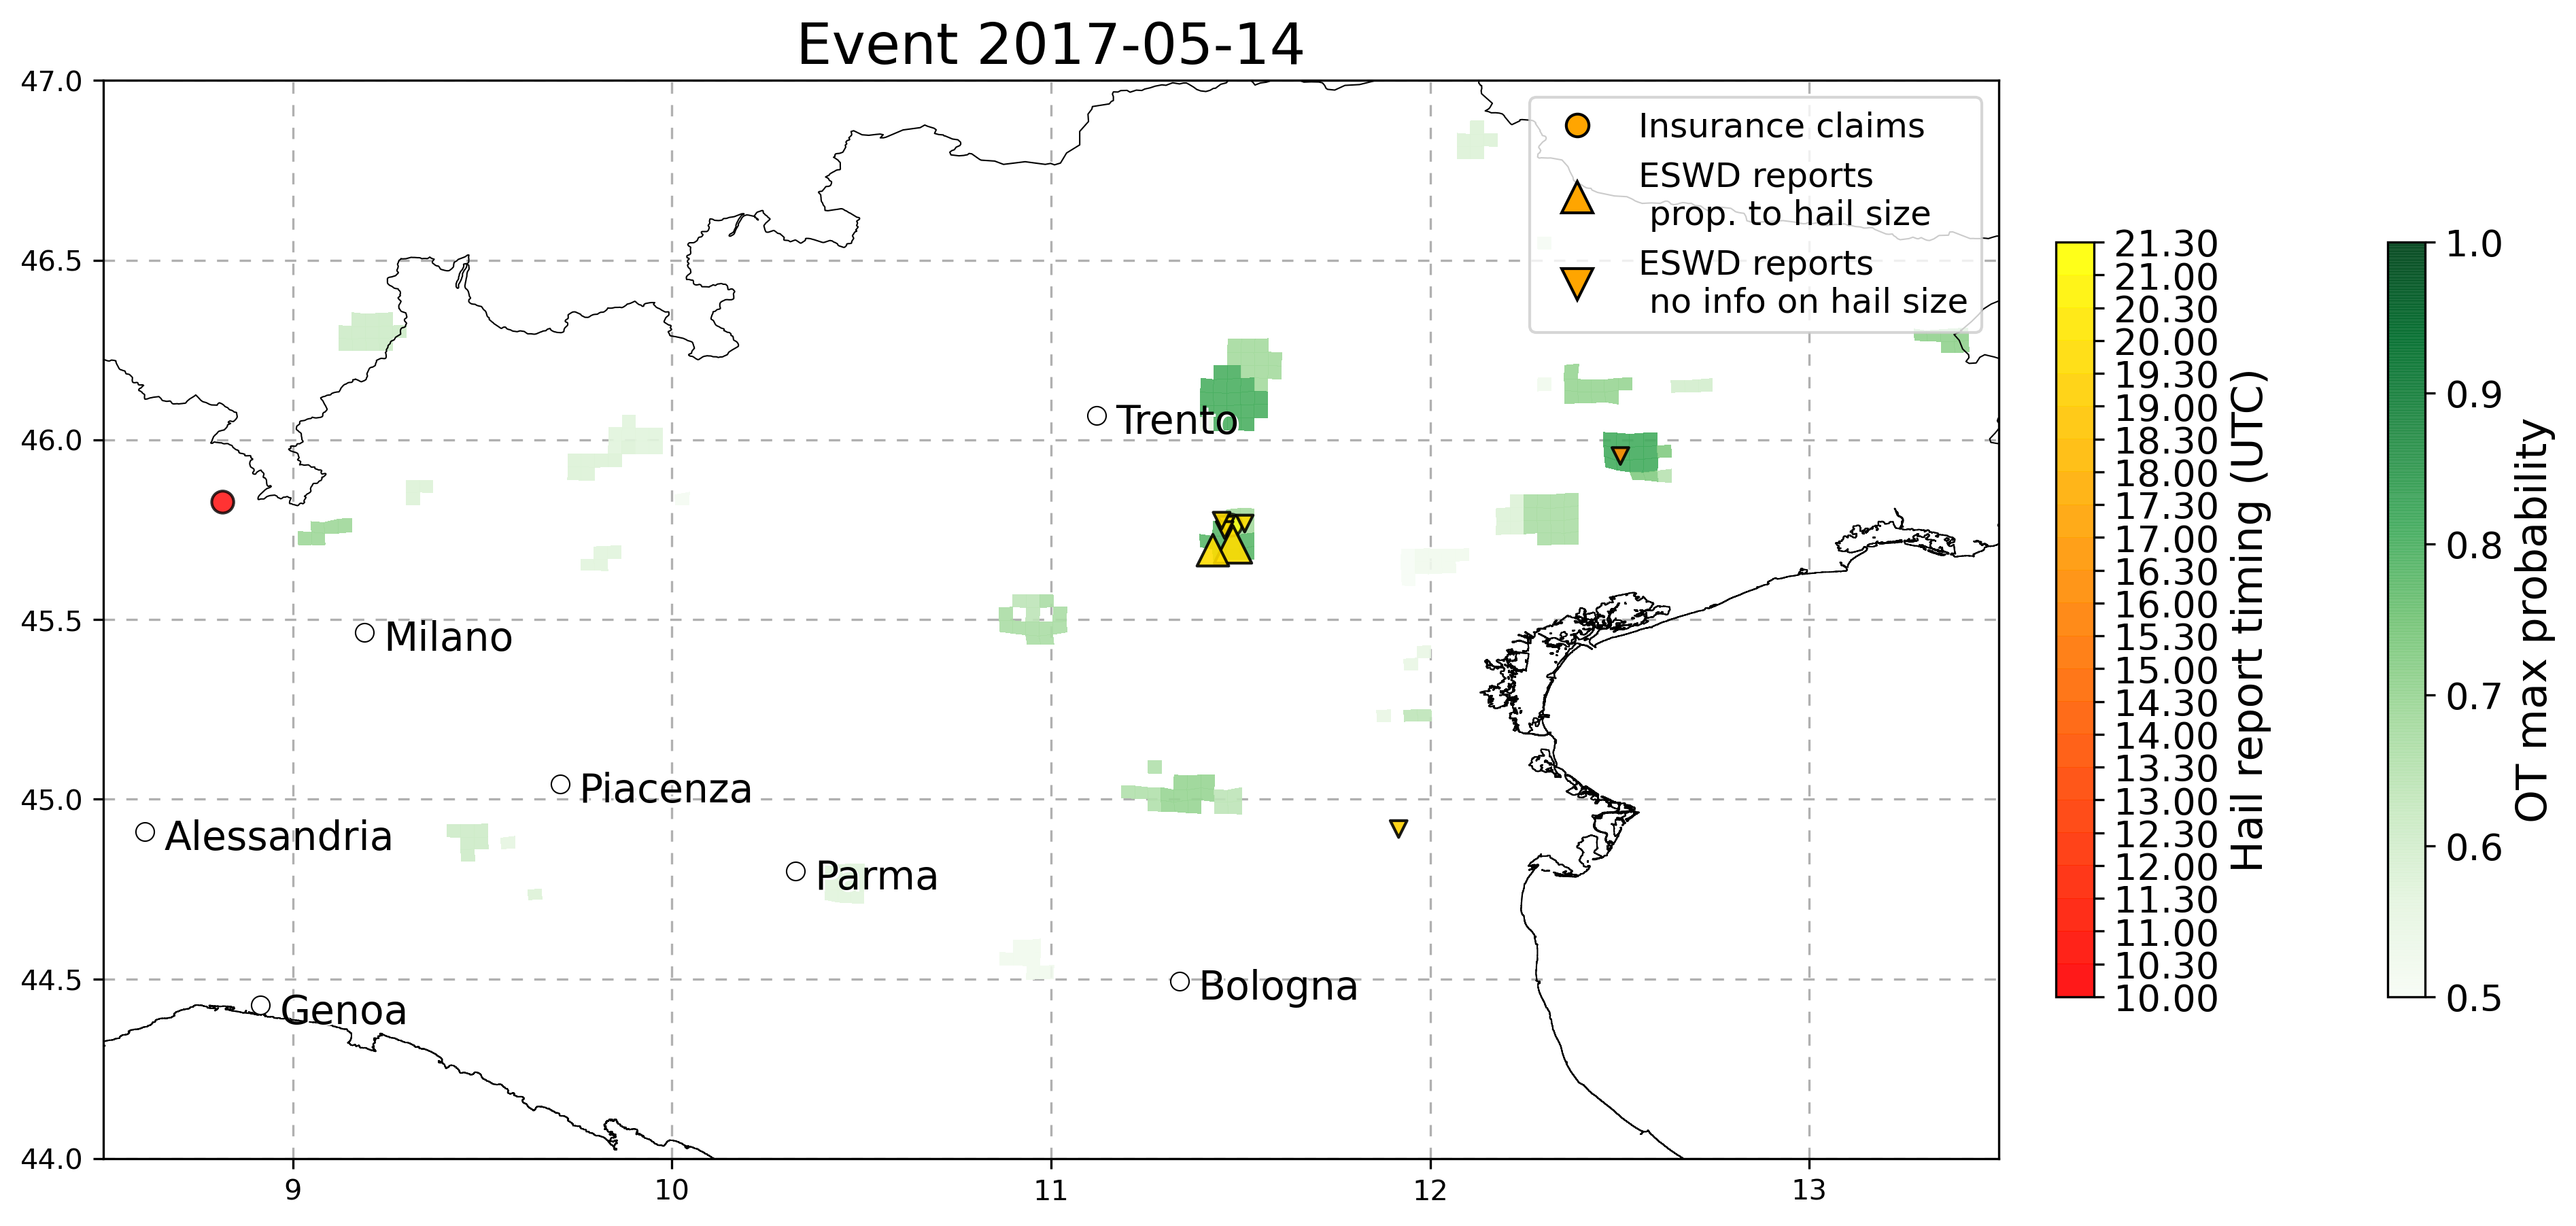 Event 2017-05-14
47.0
46.5
46.0
45.5
45.0
44.5
44.0
9
10
11
12
13
Insurance claims
ESWD reports
prop. to hail size
ESWD reports
no info on hail size
Trento
Milano
Piacenza
Alessandria
Parma
Bologna
Genoa
21.30
21.00
20.30
20.00
19.30
19.00
18.30
18.00
17.30
17.00
16.30
16.00
15.30
15.00
14.30
14.00
13.30
13.00
12.30
12.00
11.30
11.00
10.30
10.00
Hail report timing (UTC)
1.0
0.9
0.8
0.7
0.6
0.5
OT max probability